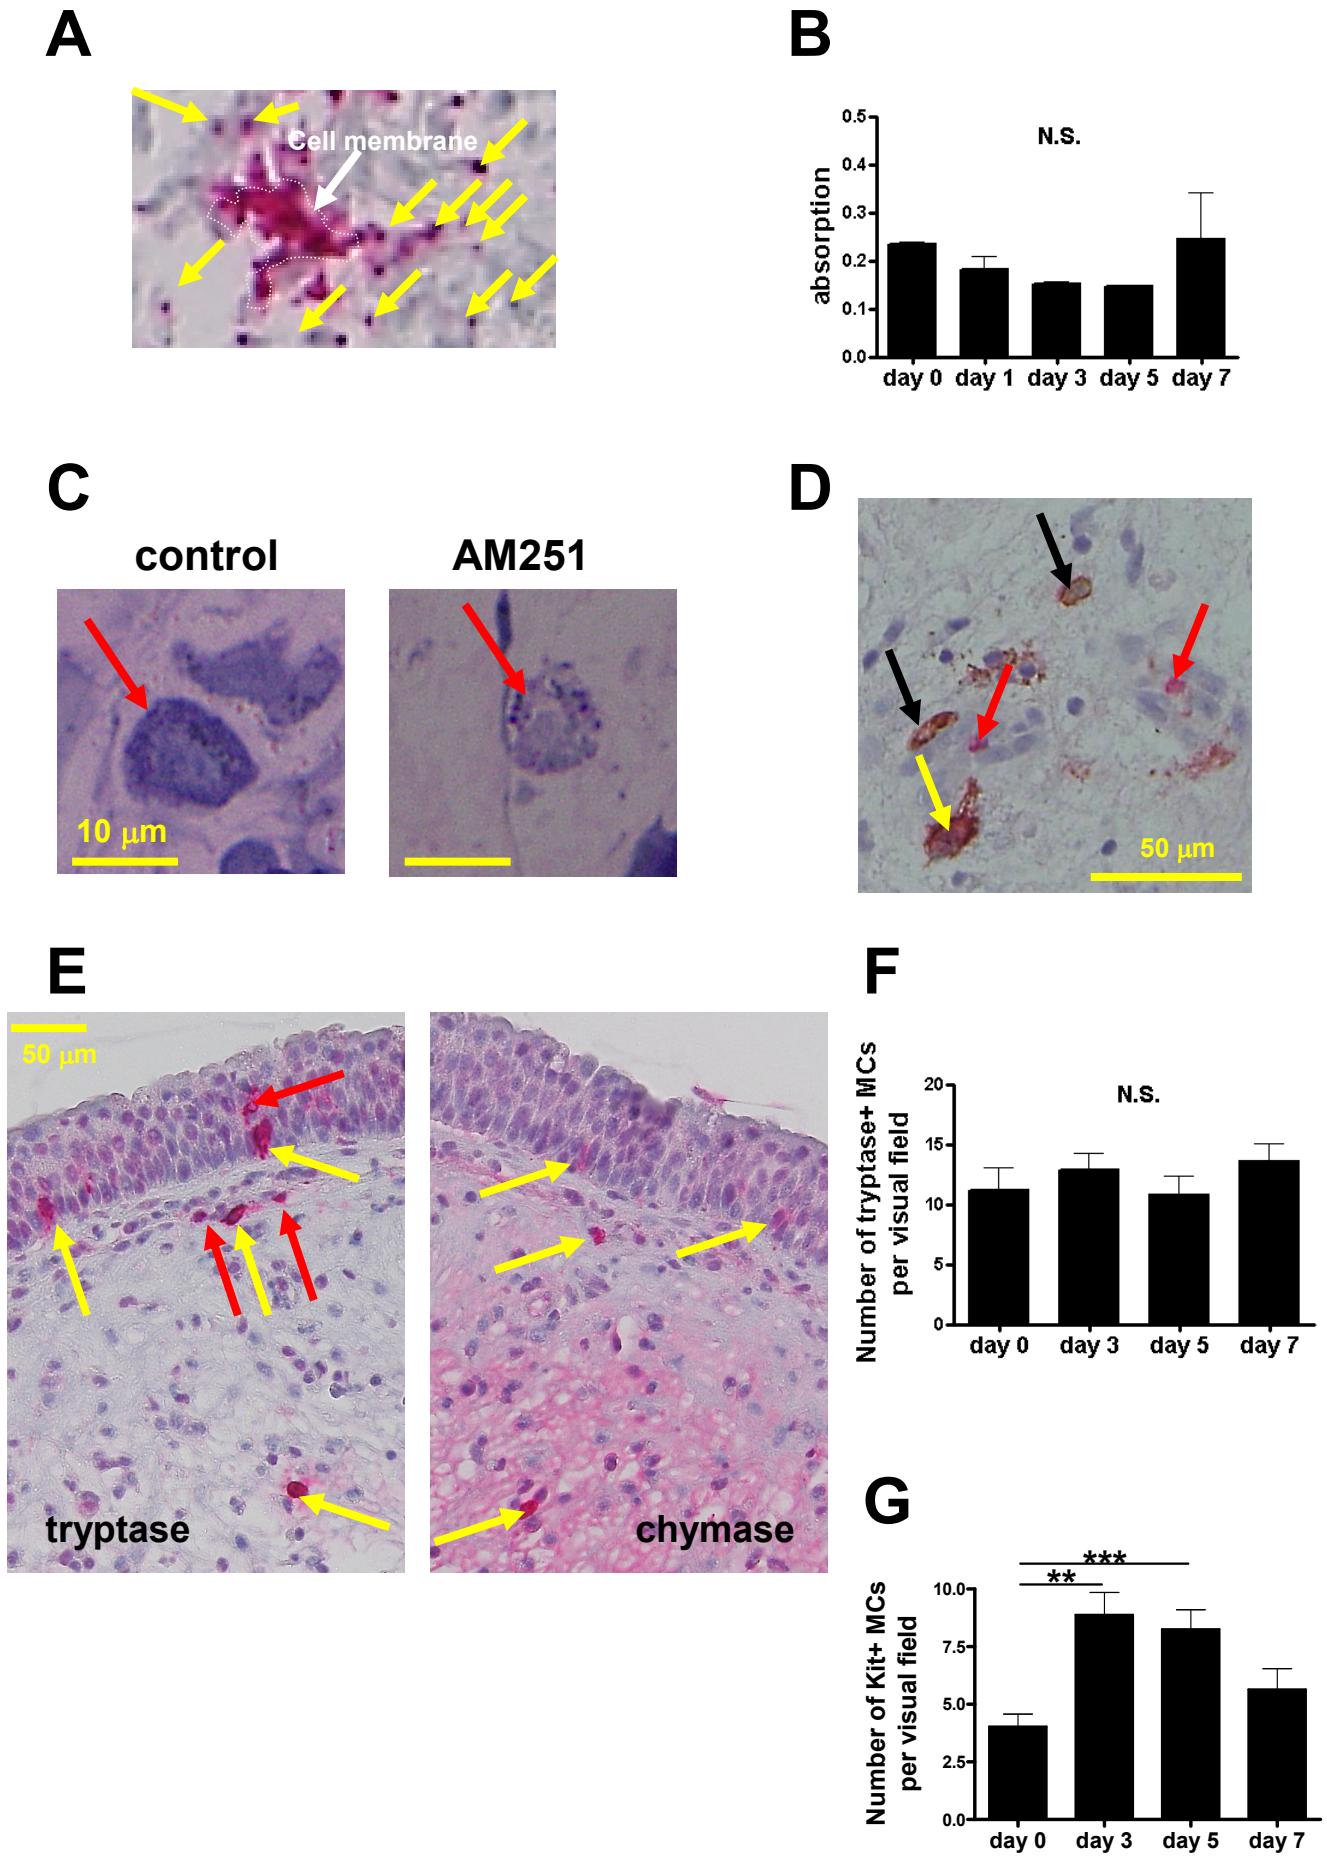 A
Cell membrane
B
N.S.
absorption
0.5
0.4
0.3
0.2
0.1
0.0
day 0 day 1 day 3 day 5 day 7
C
control
AM251
10 μm
D
50 μm
E
50 μm
tryptase
chymase
F
N.S.
Number of tryptase+ MCs
per visual field
20
15
10
5
0
day 0 day 3 day 5 day 7
G
***
**
Number of Kit+ MCs
per visual field
10.0
7.5
5.0
2.5
0.0
day 0 day 3 day 5 day 7